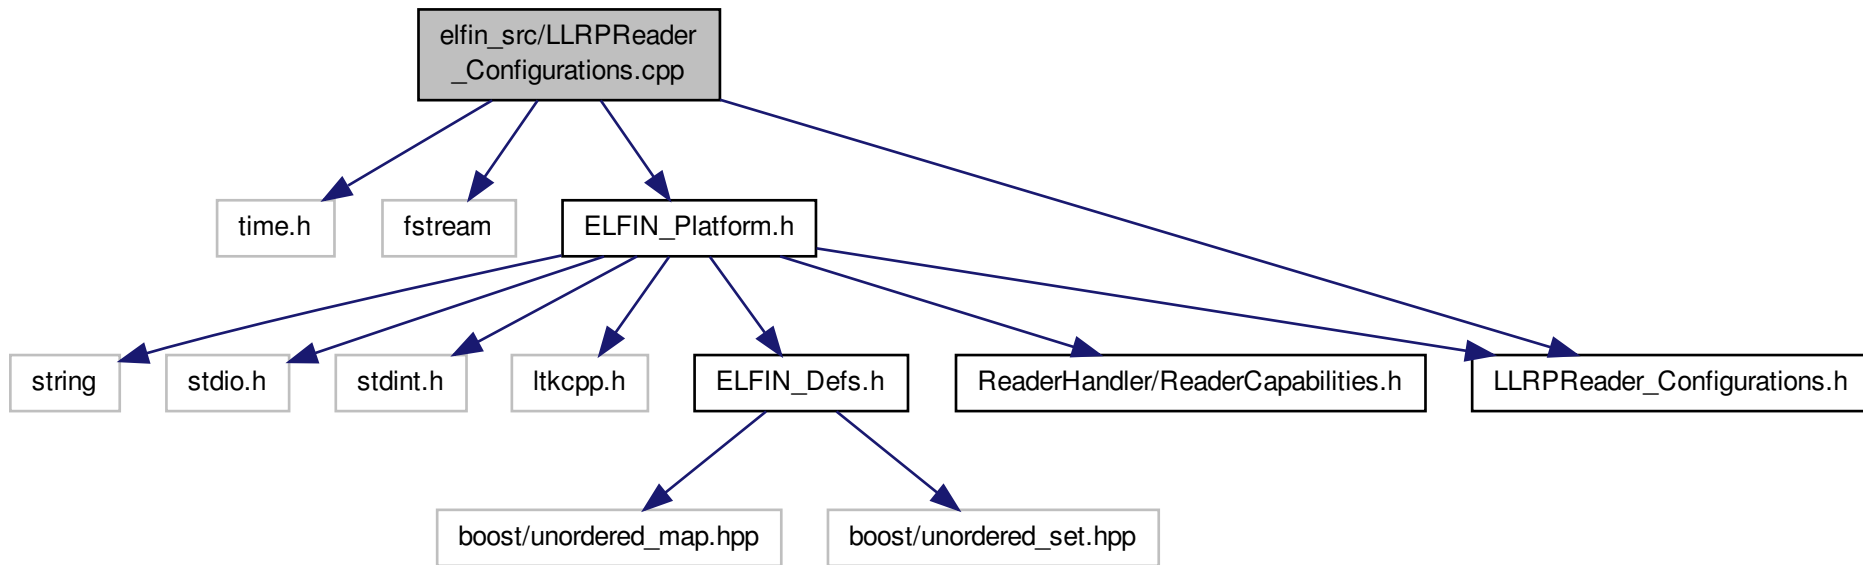 elfin_src/LLRPReader
_Configurations.cpp
time.h
fstream
ELFIN_Platform.h
string
stdio.h
stdint.h
ltkcpp.h
ELFIN_Defs.h
ReaderHandler/ReaderCapabilities.h
LLRPReader_Configurations.h
boost/unordered_map.hpp
boost/unordered_set.hpp